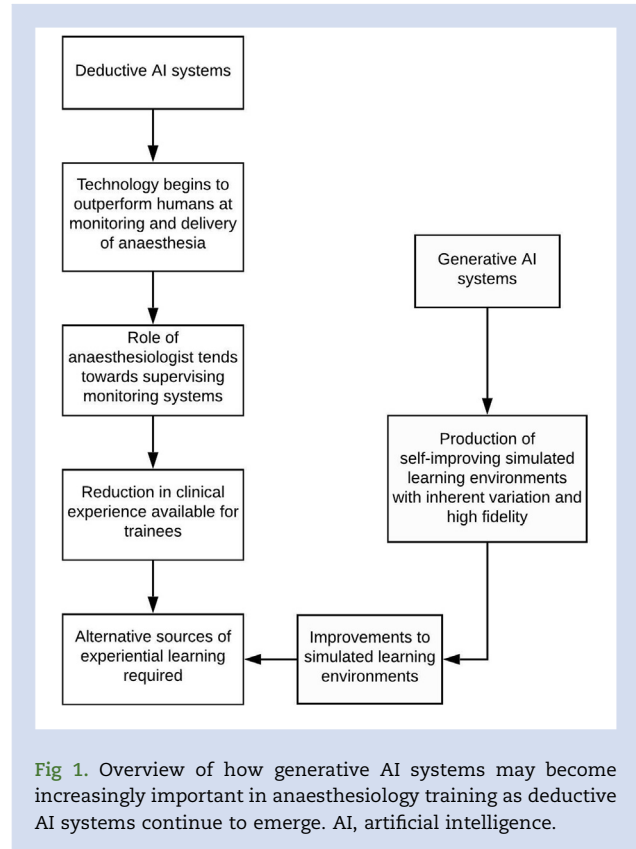 Deductive AI systems
Technology begins to
outperform humans at
monitoring and delivery
of anaesthesia
Role of
anaesthesiologist tends
towards supervising
monitoring systems
Reduction in clinical
experience available for
trainees
Alternative sources of
experiential learning
required
Generative AI
systems
Production of
self-improving simulated
learning environments
with inherent variation and
high fidelity
Improvements to
simulated learning
environments
Fig 1. Overview of how generative AI systems may become
increasingly important in anaesthesiology training as deductive
AI systems continue to emerge. AI, artificial intelligence.